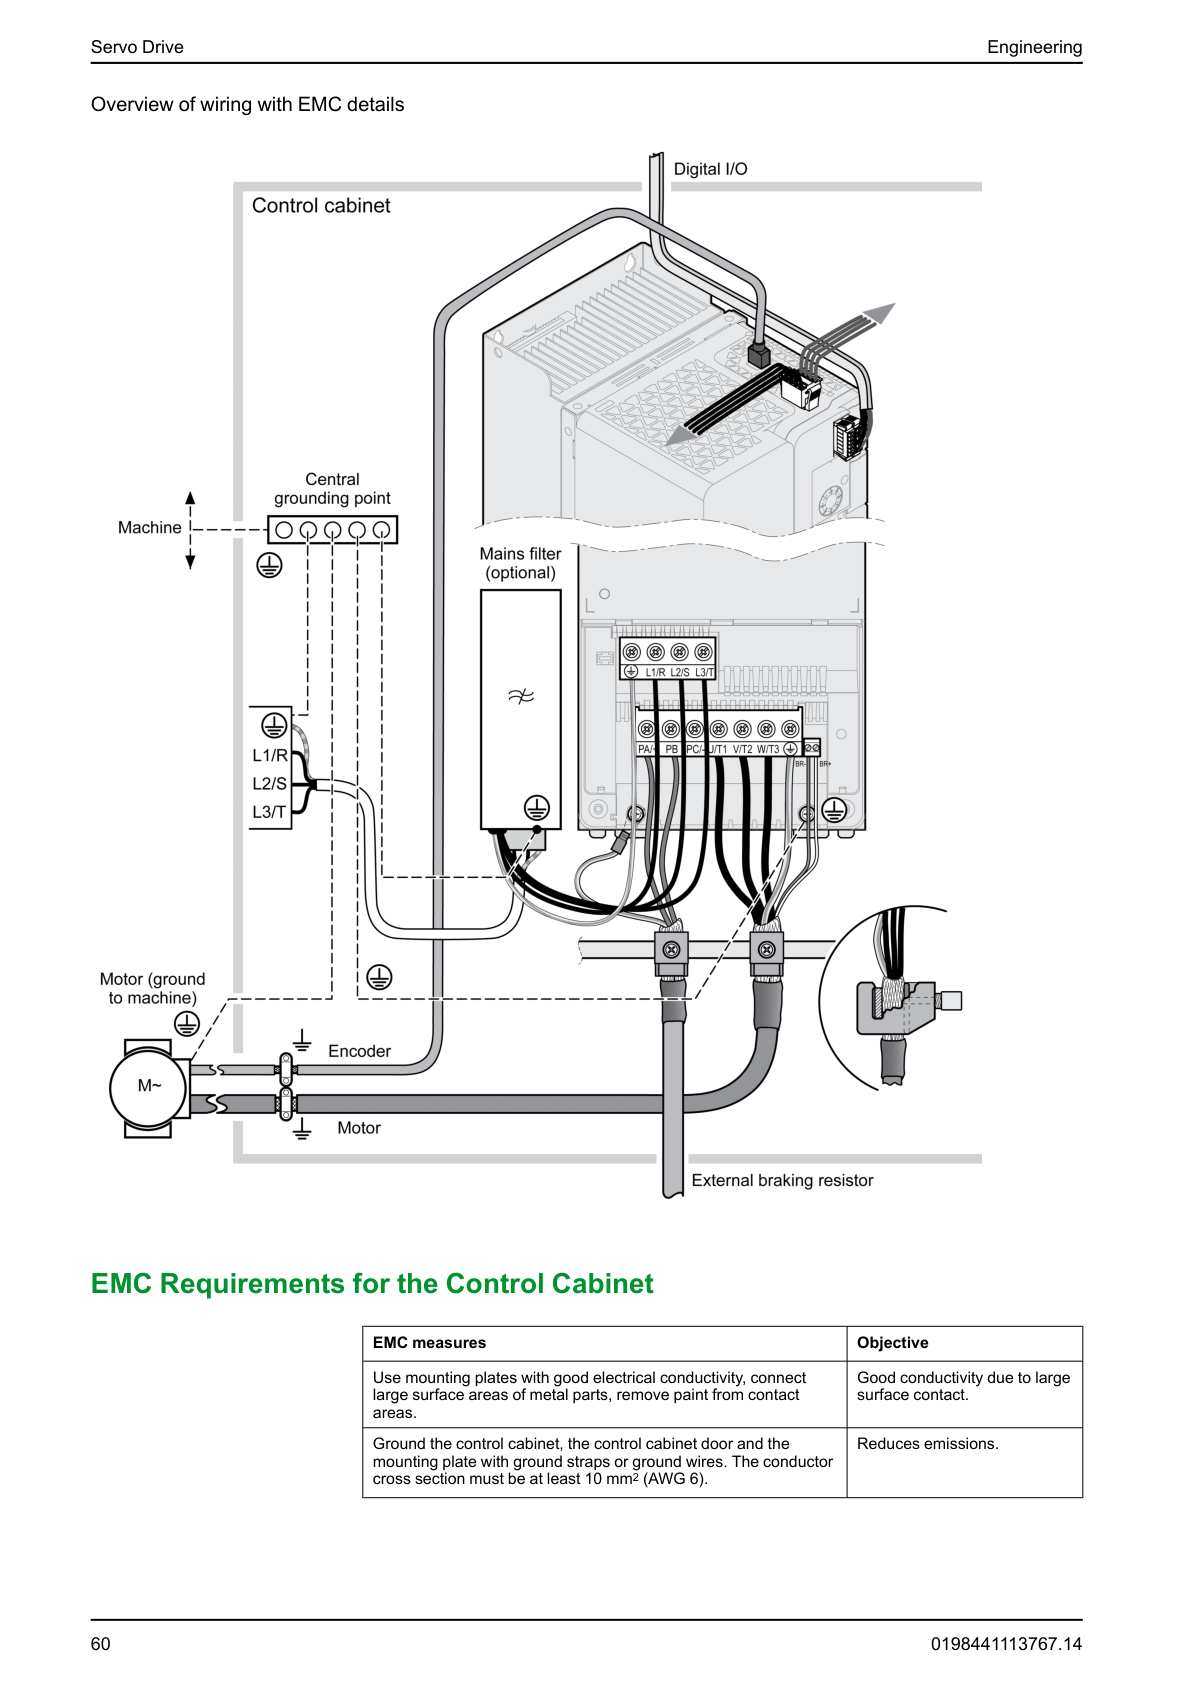 Servo Drive
Engineering
Overview of wiring with EMC details
Digital I/O
Control cabinet
Central
grounding point
Machine
Mains filter
(optional)
L1/R L2/S L3/T
PA/+ PB PC/- U/T1 V/T2 W/T3
BR- BR+
L1/R
L2/S
L3/T
Motor (ground
to machine)
Encoder
M~
Motor
External braking resistor
EMC Requirements for the Control Cabinet
EMC measures
Objective
Use mounting plates with good electrical conductivity, connect
large surface areas of metal parts, remove paint from contact
areas.
Good conductivity due to large
surface contact.
Ground the control cabinet, the control cabinet door and the
mounting plate with ground straps or ground wires. The conductor
cross section must be at least 10 mm2 (AWG 6).
Reduces emissions.
60
0198441113767.14